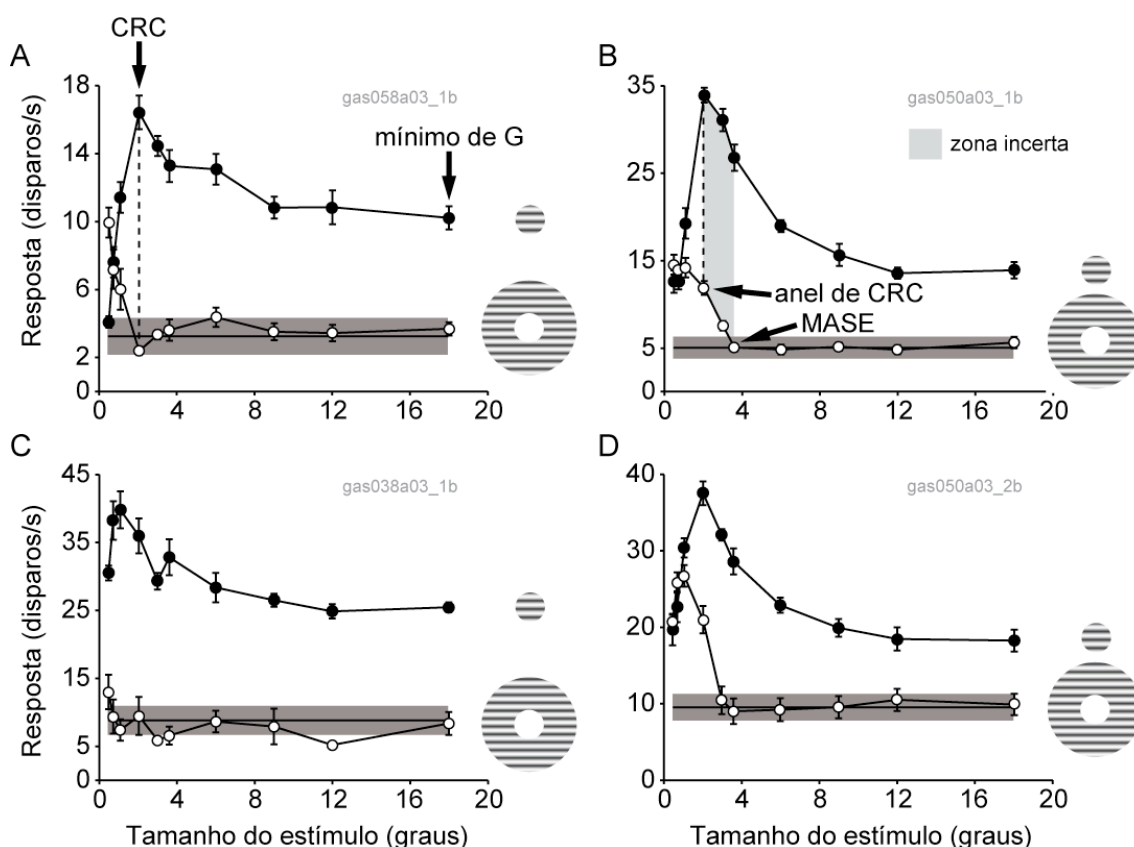 CRC
A
gas058a03_1b
mínimo de G
Resposta (disparos/s)
18
14
10
6
2
0
0 4 8 12 16 20
B
gas050a03_1b
zona incerta
anel de CRC
MASE
35
25
15
5
0
0 4 8 12 16 20
C
gas038a03_1b
Resposta (disparos/s)
45
35
25
15
5
0
0 4 8 12 16 20
Tamanho do estímulo (graus)
D
gas050a03_2b
40
30
20
10
0
0 4 8 12 16 20
Tamanho do estímulo (graus)